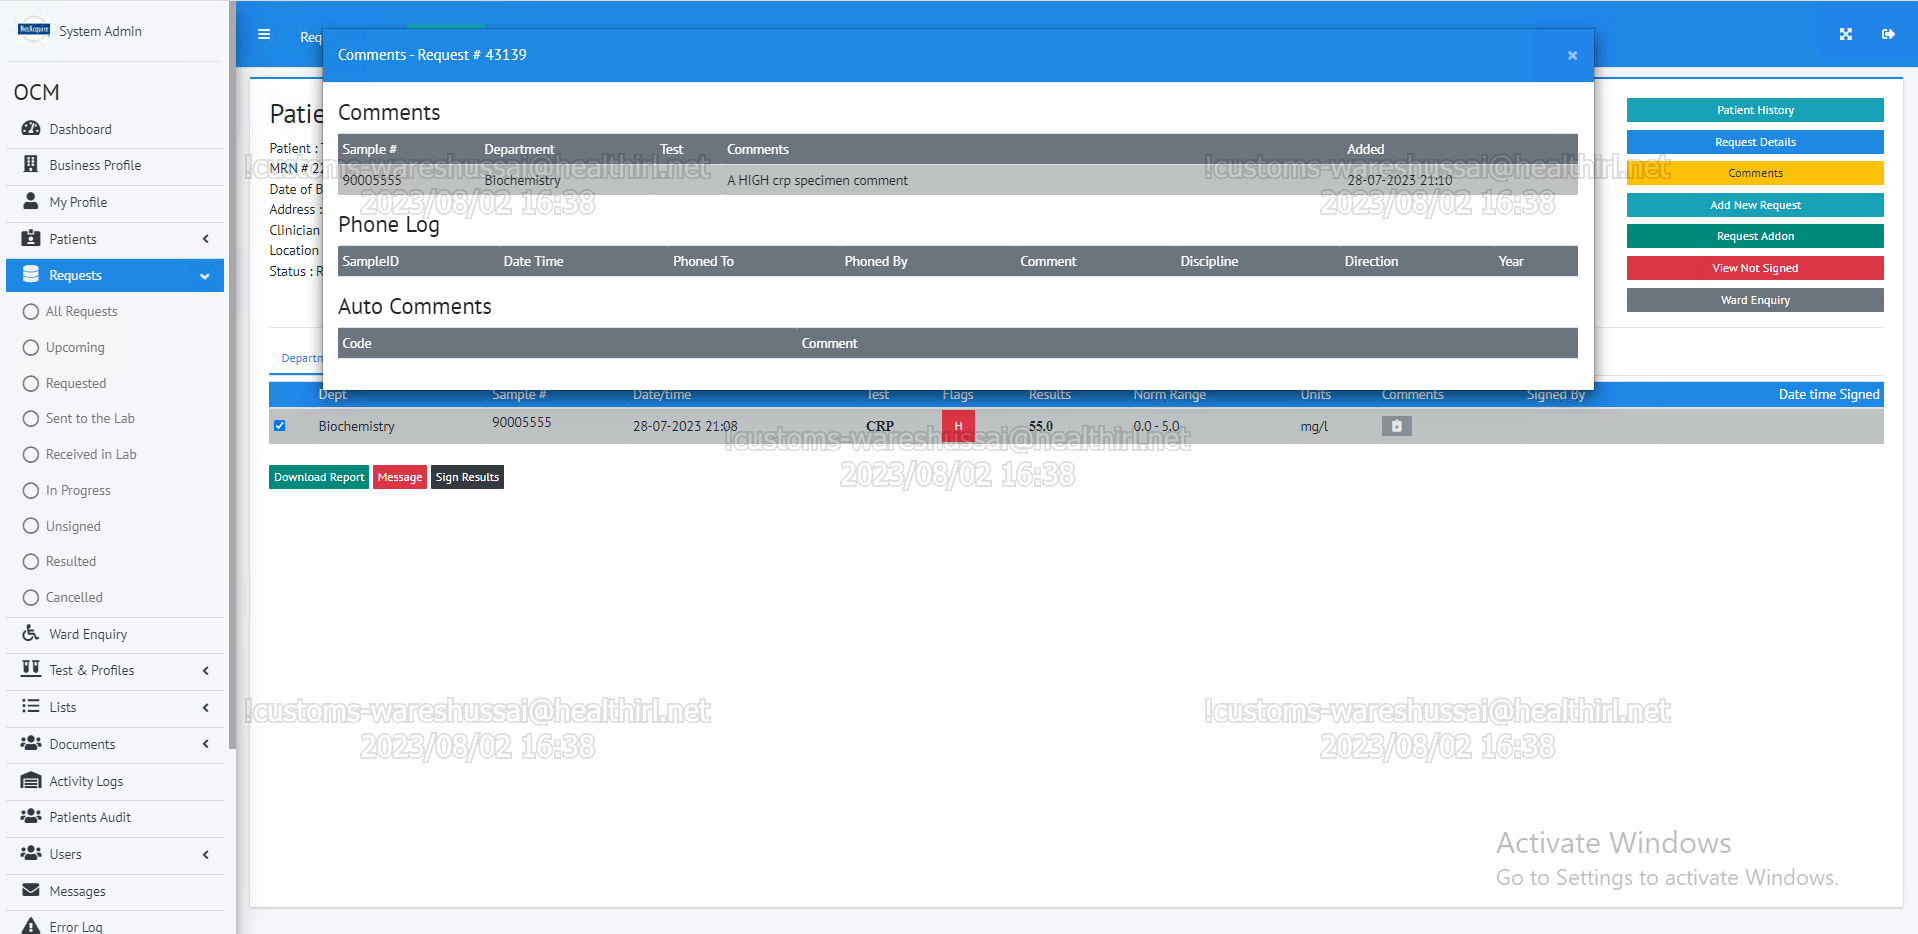 NetAcquire System Admin
OCM
Dashboard
Business Profile
My Profile
Patients
Requests
All Requests
Upcoming
Requested
Sent to the Lab
Received in Lab
In Progress
Unsigned
Resulted
Cancelled
Ward Enquiry
Test & Profiles
Lists
Documents
Activity Logs
Patients Audit
Users
Messages
Error Log
Req
Comments - Request # 43139 ×
Comments
Sample # Department Test Comments Added
90005555 Biochemistry A HIGH crp specimen comment 28-07-2023 21:10
Phone Log
SampleID Date Time Phoned To Phoned By Comment Discipline Direction Year
Auto Comments
Code Comment
Patie
Patient :
MRN # 22
Date of B
Address :
Clinician
Location
Status : R
Patient History
Request Details
Comments
Add New Request
Request Addon
View Not Signed
Ward Enquiry
Departm
Dept Sample # Date/time Test Flags Results Norm Range Units Comments Signed By Date time Signed
Biochemistry 90005555 28-07-2023 21:08 CRP H 55.0 0.0 - 5.0 mg/l
Download Report Message Sign Results
!customs-wareshussai@healthirl.net
2023/08/02 16:38
!customs-wareshussai@healthirl.net
2023/08/02 16:38
!customs-wareshussai@healthirl.net
2023/08/02 16:38
!customs-wareshussai@healthirl.net
2023/08/02 16:38
!customs-wareshussai@healthirl.net
2023/08/02 16:38
Activate Windows
Go to Settings to activate Windows.